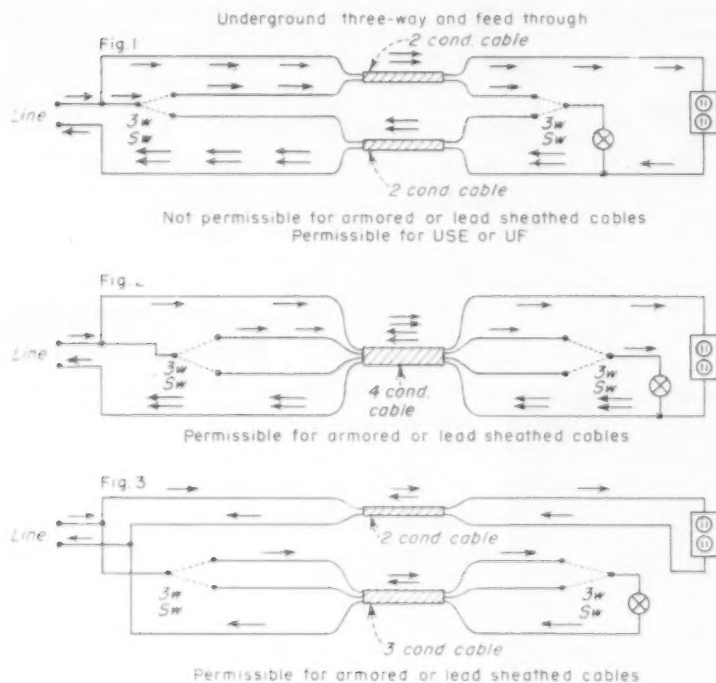 Underground three-way and feed through
Fig. 1
2 cond. cable
Line
3w
Sw
3w
Sw
2 cond. cable
Not permissible for armored or lead sheathed cables
Permissible for USE or UF
Fig. 2
Line
3w
Sw
3w
Sw
4 cond.
cable
Permissible for armored or lead sheathed cables
Fig. 3
Line
2 cond cable
3w
Sw
3w
Sw
3 cond cable
Permissible for armored or lead sheathed cables